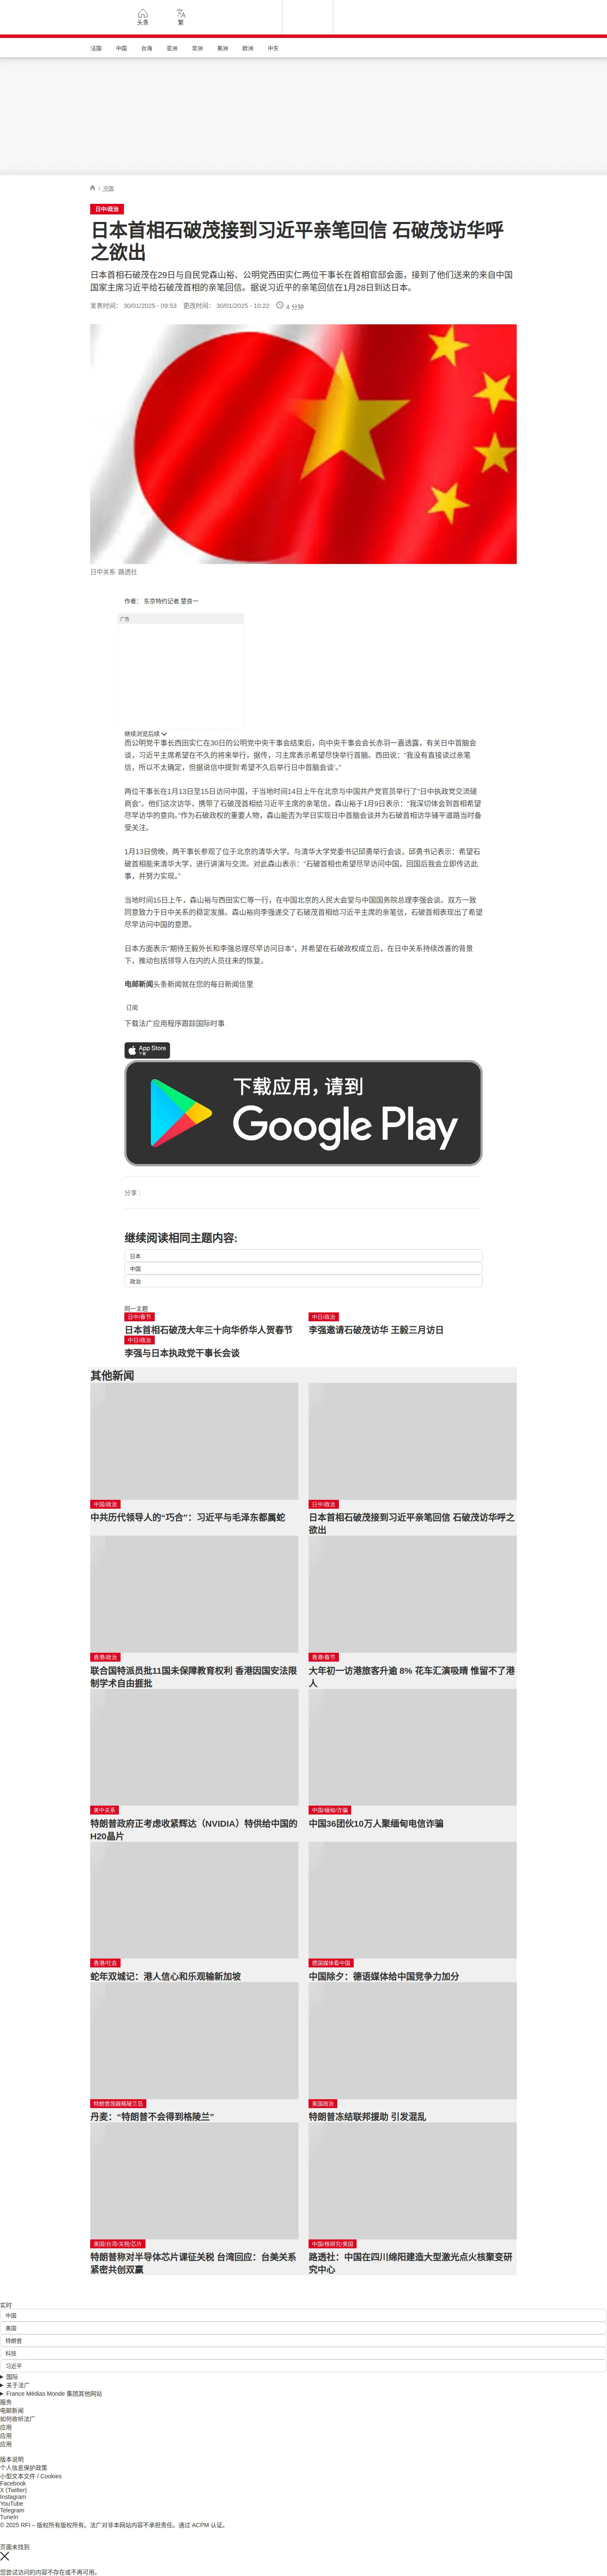 头条
繁
法国
中国
台海
亚洲
非洲
美洲
欧洲
中东
/ 中国
日中/政治
日本首相石破茂接到习近平亲笔回信 石破茂访华呼
之欲出
日本首相石破茂在29日与自民党森山裕、公明党西田实仁两位干事长在首相官邸会面，接到了他们送来的来自中国
国家主席习近平给石破茂首相的亲笔回信。据说习近平的亲笔回信在1月28日到达日本。
发表时间： 30/01/2025 - 09:53 更改时间： 30/01/2025 - 10:22 4 分钟
日中关系 路透社
作者： 东京特约记者 楚良一
广告
继续浏览后续
而公明党干事长西田实仁在30日的公明党中央干事会结束后，向中央干事会会长赤羽一嘉透露，有关日中首脑会
谈，习近平主席希望在不久的将来举行，据传，习主席表示希望尽快举行首脑。西田说：“我没有直接读过亲笔
信，所以不太确定，但据说信中提到‘希望不久后举行日中首脑会谈’。”
两位干事长在1月13日至15日访问中国，于当地时间14日上午在北京与中国共产党官员举行了“日中执政党交流磋
商会”。他们这次访华，携带了石破茂首相给习近平主席的亲笔信，森山裕于1月9日表示：“我深切体会到首相希望
尽早访华的意向。”作为石破政权的重要人物，森山能否为早日实现日中首脑会谈并为石破首相访华铺平道路当时备
受关注。
1月13日傍晚，两干事长参观了位于北京的清华大学。与清华大学党委书记邱勇举行会谈，邱勇书记表示：希望石
破首相能来清华大学，进行讲演与交流。对此森山表示：“石破首相也希望尽早访问中国，回国后我会立即传达此
事，并努力实现。”
当地时间15日上午，森山裕与西田实仁等一行，在中国北京的人民大会堂与中国国务院总理李强会谈。双方一致
同意致力于日中关系的稳定发展。森山裕向李强递交了石破茂首相给习近平主席的亲笔信，石破首相表现出了希望
尽早访问中国的意愿。
日本方面表示“期待王毅外长和李强总理尽早访问日本”，并希望在石破政权成立后，在日中关系持续改善的背景
下，推动包括领导人在内的人员往来的恢复。
电邮新闻头条新闻就在您的每日新闻信里
订阅
下载法广应用程序跟踪国际时事
App Store
下载
下载应用，请到
Google Play
分享 :
继续阅读相同主题内容:
日本
中国
政治
同一主题
日中/春节
日本首相石破茂大年三十向华侨华人贺春节
中日/政治
李强邀请石破茂访华 王毅三月访日
中日/政治
李强与日本执政党干事长会谈
其他新闻
中国/政治
中共历代领导人的“巧合”：习近平与毛泽东都属蛇
日中/政治
日本首相石破茂接到习近平亲笔回信 石破茂访华呼之
欲出
香港/政治
联合国特派员批11国未保障教育权利 香港因国安法限
制学术自由捱批
香港/春节
大年初一访港旅客升逾 8% 花车汇演吸睛 惟留不了港
人
美中关系
特朗普政府正考虑收紧辉达（NVIDIA）特供给中国的
H20晶片
中国/缅甸/诈骗
中国36团伙10万人聚缅甸电信诈骗
香港/社会
蛇年双城记：港人信心和乐观输新加坡
德国媒体看中国
中国除夕：德语媒体给中国竞争力加分
特朗普觊觎格陵兰岛
丹麦：“特朗普不会得到格陵兰”
美国政治
特朗普冻结联邦援助 引发混乱
美国/台湾/关税/芯片
特朗普称对半导体芯片课征关税 台湾回应：台美关系
紧密共创双赢
中国/核研究/美国
路透社：中国在四川绵阳建造大型激光点火核聚变研
究中心
实时
中国
美国
特朗普
科技
习近平
国际
关于法广
France Médias Monde 集团其他网站
服务
电邮新闻
如何收听法广
应用
应用
应用
版本说明
个人信息保护政策
小型文本文件 / Cookies
Facebook
X (Twitter)
Instagram
YouTube
Telegram
TuneIn
© 2025 RFI – 版权所有版权所有。法广对非本网站内容不承担责任。通过 ACPM 认证。
页面未找到
您尝试访问的内容不存在或不再可用。